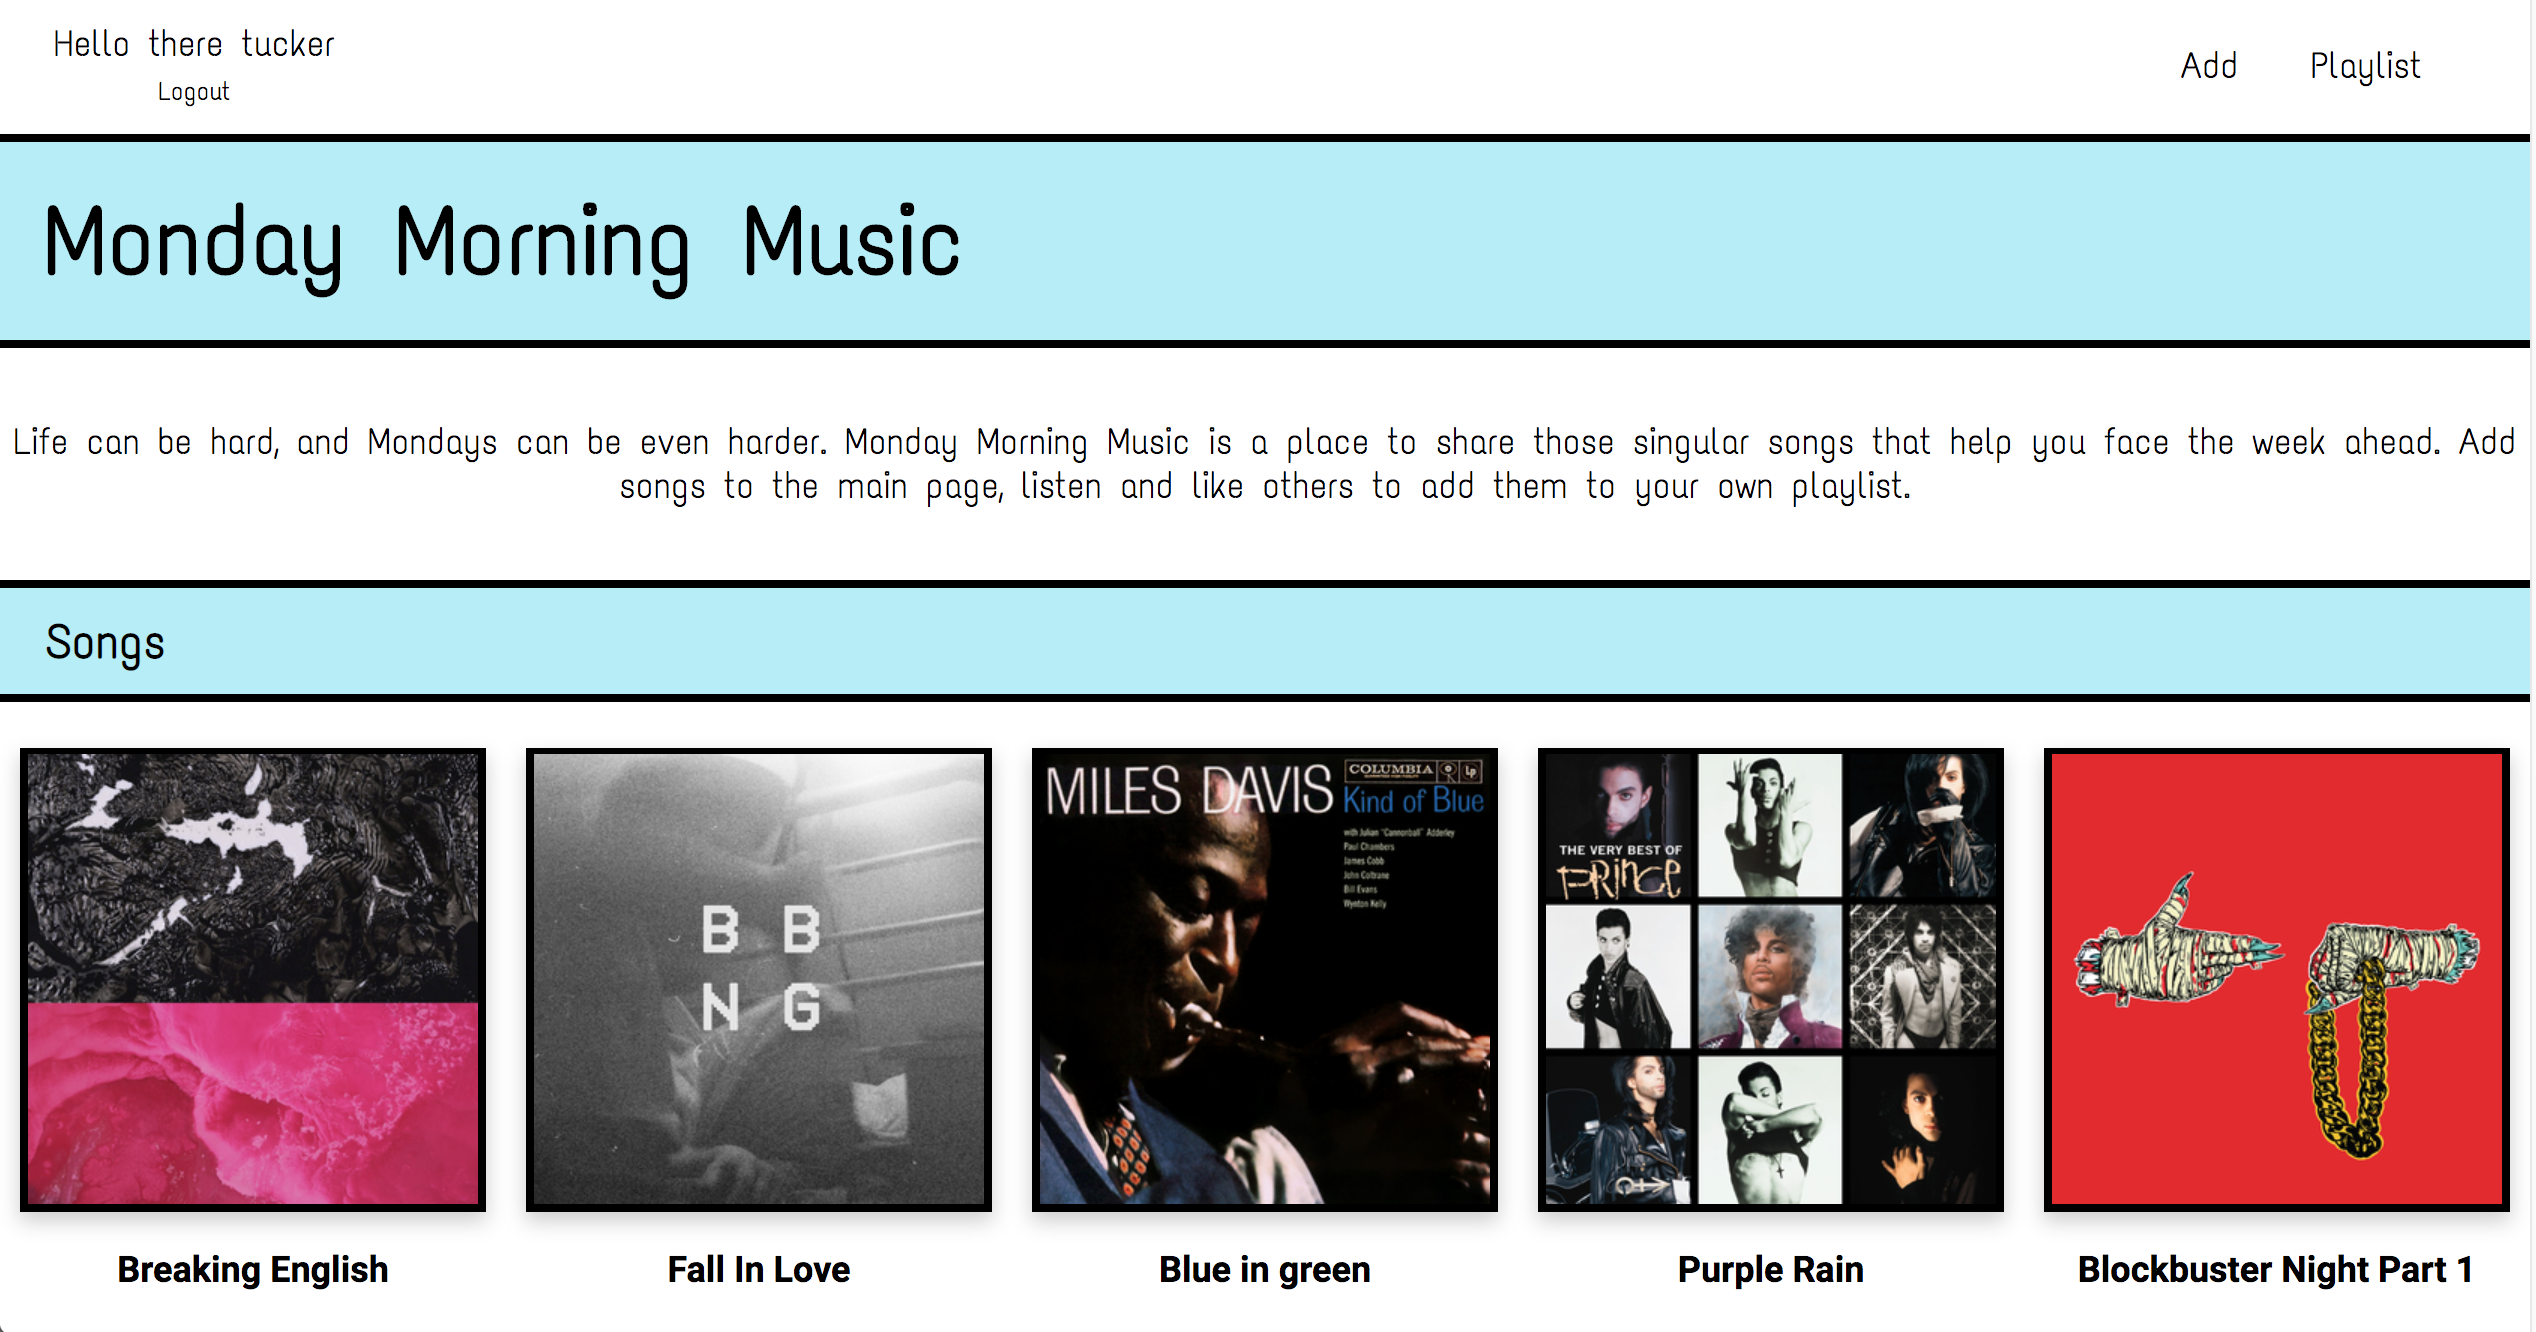 Hello there tucker
Logout
Add
Playlist
Monday Morning Music
Life can be hard, and Mondays can be even harder. Monday Morning Music is a place to share those singular songs that help you face the week ahead. Add
songs to the main page, listen and like others to add them to your own playlist.
Songs
B B
N G
MILES DAVIS
COLUMBIA
Lp
Kind of Blue
with Julian "Cannonball" Adderley
Paul Chambers
James Cobb
John Coltrane
Bill Evans
Wynton Kelly
THE VERY BEST OF
PRINCE
Breaking English
Fall In Love
Blue in green
Purple Rain
Blockbuster Night Part 1